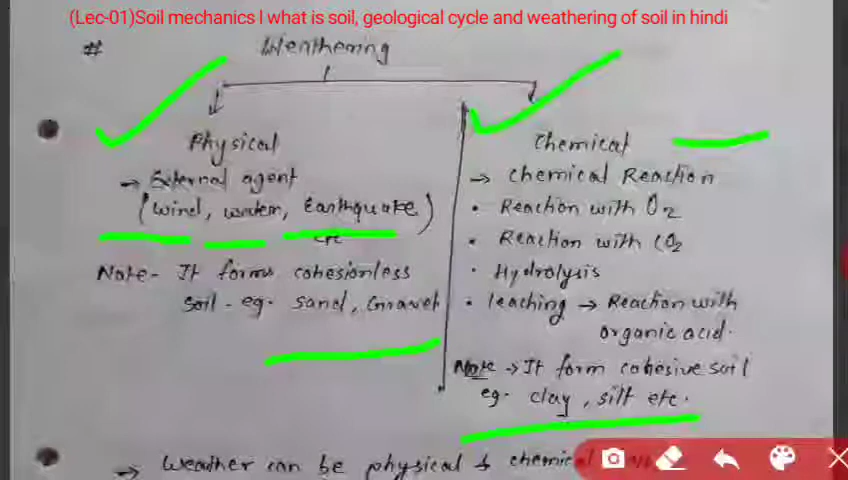 (Lec-01)Soil mechanics l what is soil, geological cycle and weathering of soil in hindi
# Weathering
Physical
→ External agent
(wind, water, Earthquake)
etc
Note- It forms cohesionless
soil - eg. sand, Gravel
Chemical
→ Chemical Reaction
• Reaction with O2
• Reaction with CO2
• Hydrolysis
• leaching → Reaction with
organic acid.
Note → It form cohesive soil
eg. clay, silt etc.
→ Weather can be physical &